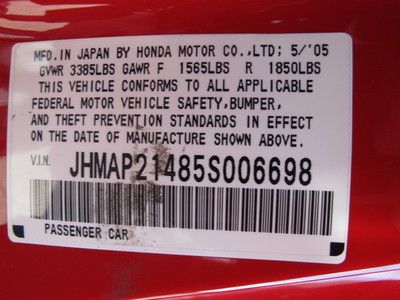 MFD.IN JAPAN BY HONDA MOTOR CO.,LTD; 5/'05
GVWR 3385LBS GAWR F 1565LBS R 1850LBS
THIS VEHICLE CONFORMS TO ALL APPLICABLE
FEDERAL MOTOR VEHICLE SAFETY,BUMPER,
AND THEFT PREVENTION STANDARDS IN EFFECT
ON THE DATE OF MANUFACTURE SHOWN ABOVE.
V.I.N. JHMAP21485S006698
PASSENGER CAR